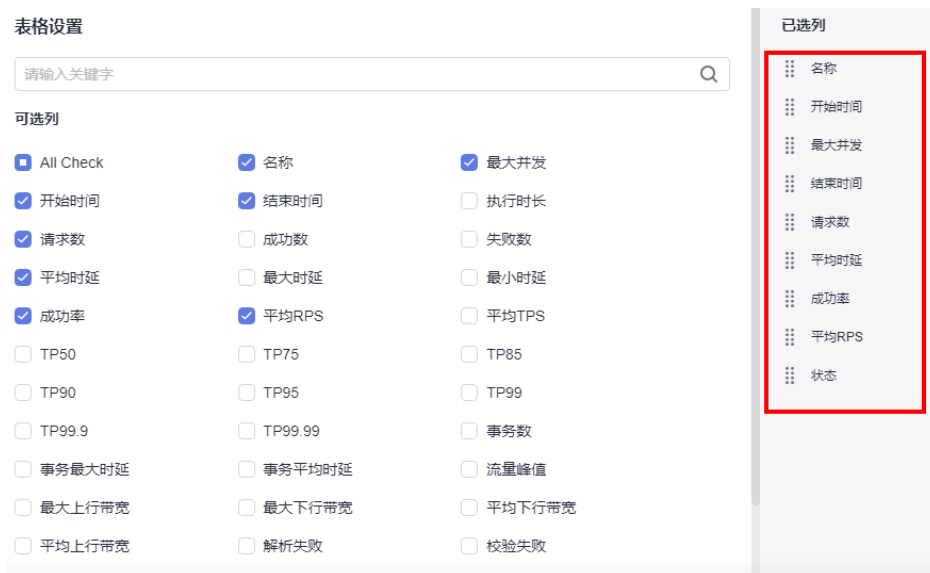 表格设置
请输入关键字
可选列
All Check 名称 最大并发
开始时间 结束时间 执行时长
请求数 成功数 失败数
平均时延 最大时延 最小时延
成功率 平均RPS 平均TPS
TP50 TP75 TP85
TP90 TP95 TP99
TP99.9 TP99.99 事务数
事务最大时延 事务平均时延 流量峰值
最大上行带宽 最大下行带宽 平均下行带宽
平均上行带宽 解析失败 校验失败
已选列
名称
开始时间
最大并发
结束时间
请求数
平均时延
成功率
平均RPS
状态